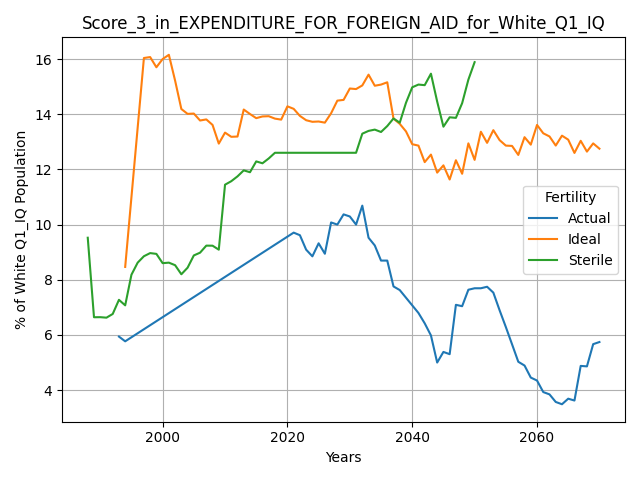 Score_3_in_EXPENDITURE_FOR_FOREIGN_AID_for_White_Q1_IQ
% of White Q1_IQ Population
16
14
12
10
8
6
4
Fertility
Actual
Ideal
Sterile
2000
2020
2040
2060
Years